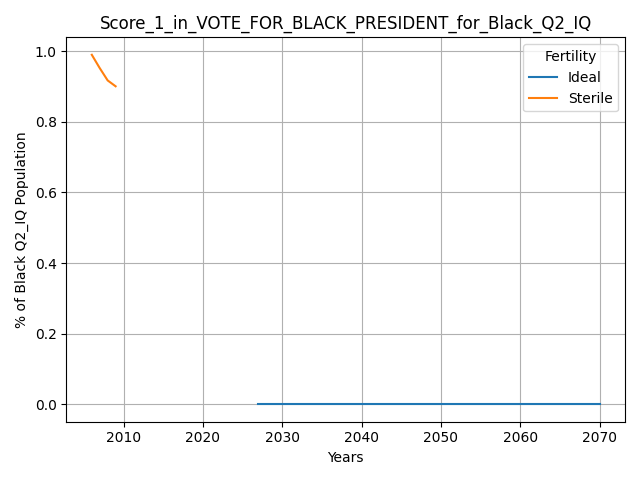 Score_1_in_VOTE_FOR_BLACK_PRESIDENT_for_Black_Q2_IQ
% of Black Q2_IQ Population
1.0
0.8
0.6
0.4
0.2
0.0
Fertility
Ideal
Sterile
2010 2020 2030 2040 2050 2060 2070
Years